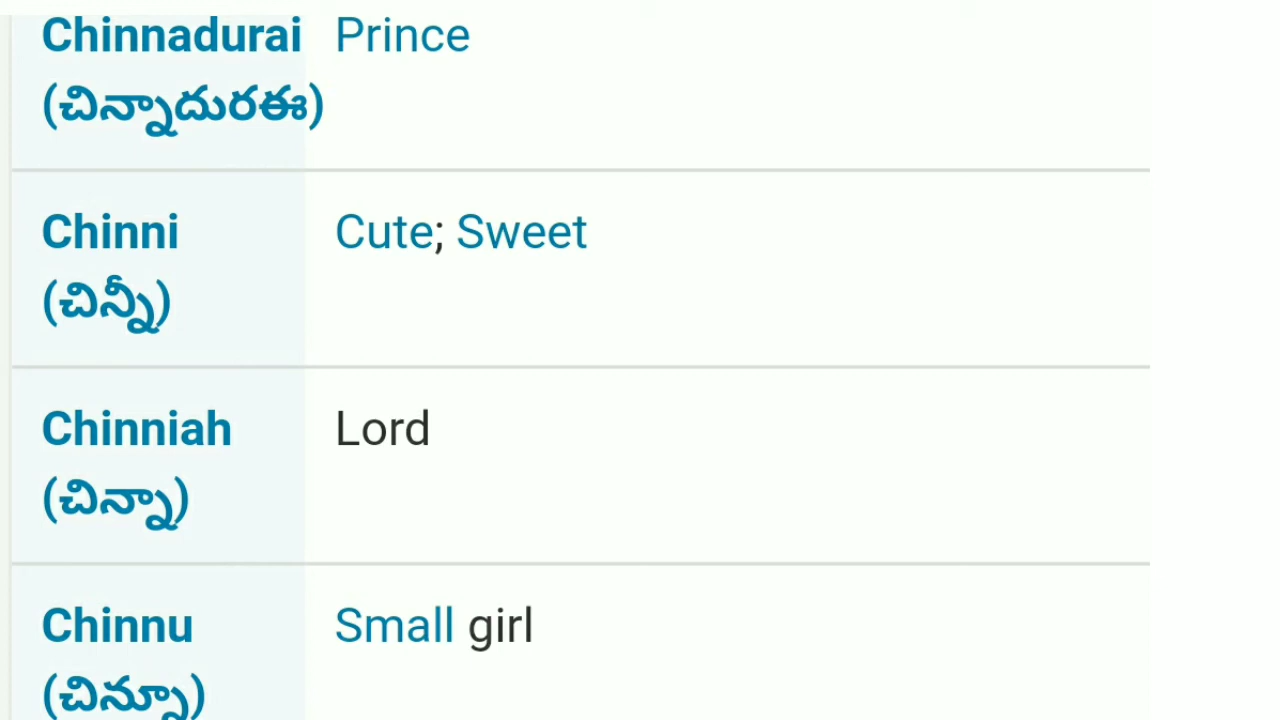 Chinnadurai Prince
(చిన్నాదురఈ)
Chinni Cute; Sweet
(చిన్నీ)
Chinniah Lord
(చిన్నా)
Chinnu Small girl
(చిన్నూ)